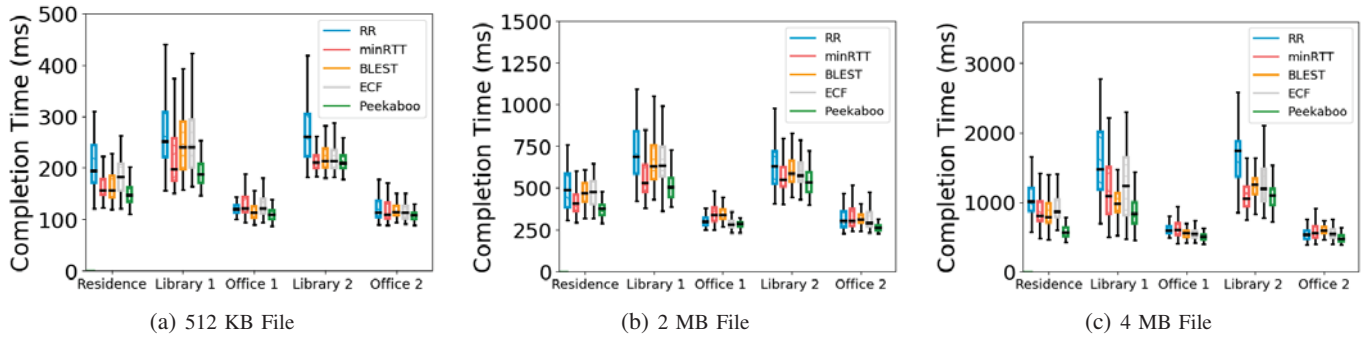 500
400
300
200
100
0
Completion Time (ms)
RR
minRTT
BLEST
ECF
Peekaboo
Residence Library 1 Office 1 Library 2 Office 2
(a) 512 KB File
1500
1250
1000
750
500
250
0
Completion Time (ms)
RR
minRTT
BLEST
ECF
Peekaboo
Residence Library 1 Office 1 Library 2 Office 2
(b) 2 MB File
3000
2000
1000
0
Completion Time (ms)
RR
minRTT
BLEST
ECF
Peekaboo
Residence Library 1 Office 1 Library 2 Office 2
(c) 4 MB File